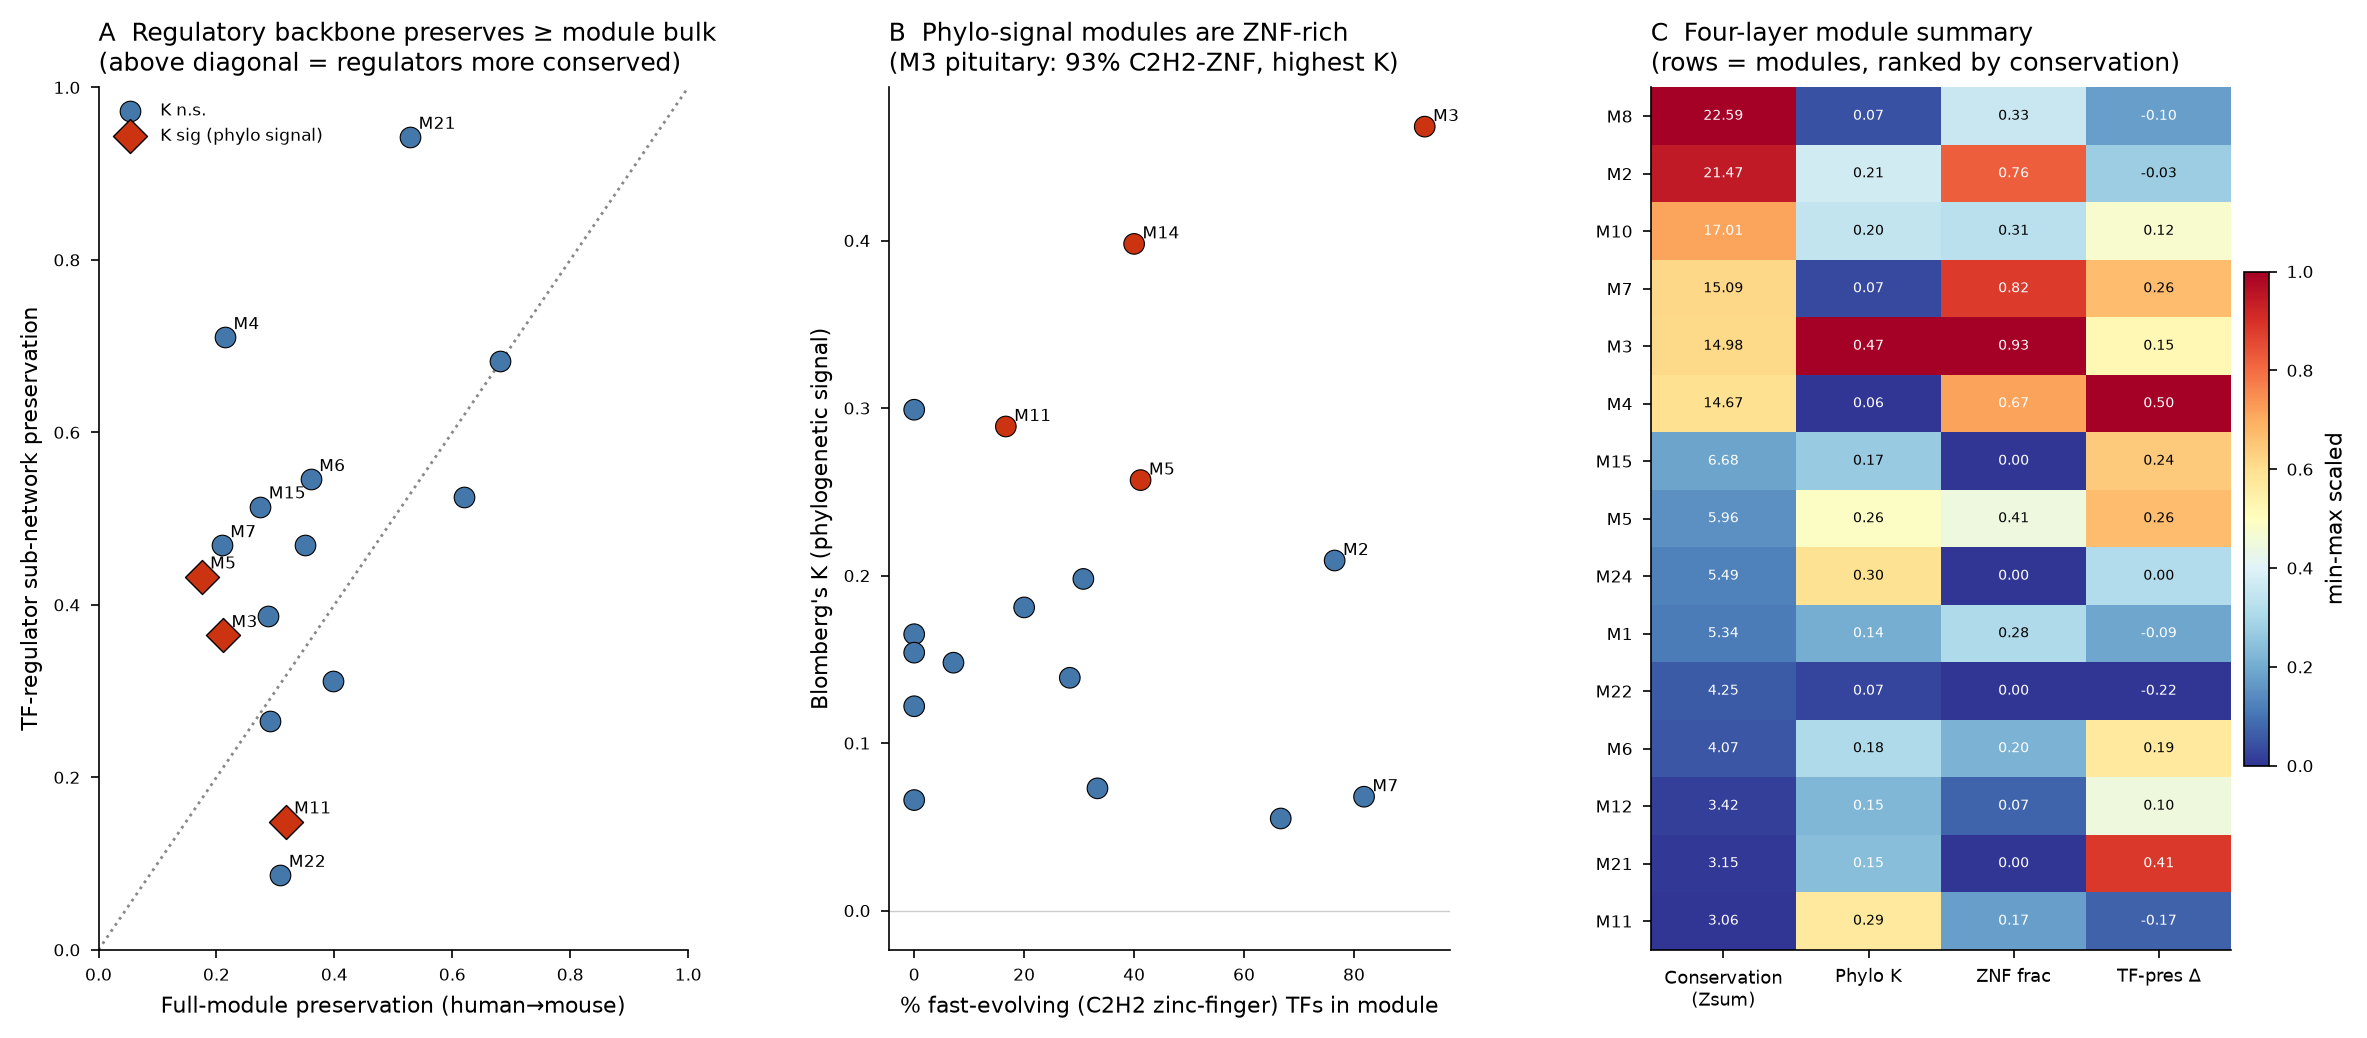 A  Regulatory backbone preserves ≥ module bulk
(above diagonal = regulators more conserved)
K n.s.
K sig (phylo signal)
M21
M4
M6
M15
M7
M5
M3
M11
M22
1.0
0.8
0.6
0.4
0.2
0.0
0.0 0.2 0.4 0.6 0.8 1.0
TF-regulator sub-network preservation
Full-module preservation (human→mouse)
B  Phylo-signal modules are ZNF-rich
(M3 pituitary: 93% C2H2-ZNF, highest K)
M3
M14
M11
M5
M2
M7
0.4
0.3
0.2
0.1
0.0
0 20 40 60 80
Blomberg's K (phylogenetic signal)
% fast-evolving (C2H2 zinc-finger) TFs in module
C  Four-layer module summary
(rows = modules, ranked by conservation)
M8 22.59 0.07 0.33 -0.10
M2 21.47 0.21 0.76 -0.03
M10 17.01 0.20 0.31 0.12
M7 15.09 0.07 0.82 0.26
M3 14.98 0.47 0.93 0.15
M4 14.67 0.06 0.67 0.50
M15 6.68 0.17 0.00 0.24
M5 5.96 0.26 0.41 0.26
M24 5.49 0.30 0.00 0.00
M1 5.34 0.14 0.28 -0.09
M22 4.25 0.07 0.00 -0.22
M6 4.07 0.18 0.20 0.19
M12 3.42 0.15 0.07 0.10
M21 3.15 0.15 0.00 0.41
M11 3.06 0.29 0.17 -0.17
Conservation Phylo K ZNF frac TF-pres Δ
(Zsum)
1.0
0.8
0.6
0.4
0.2
0.0
min-max scaled